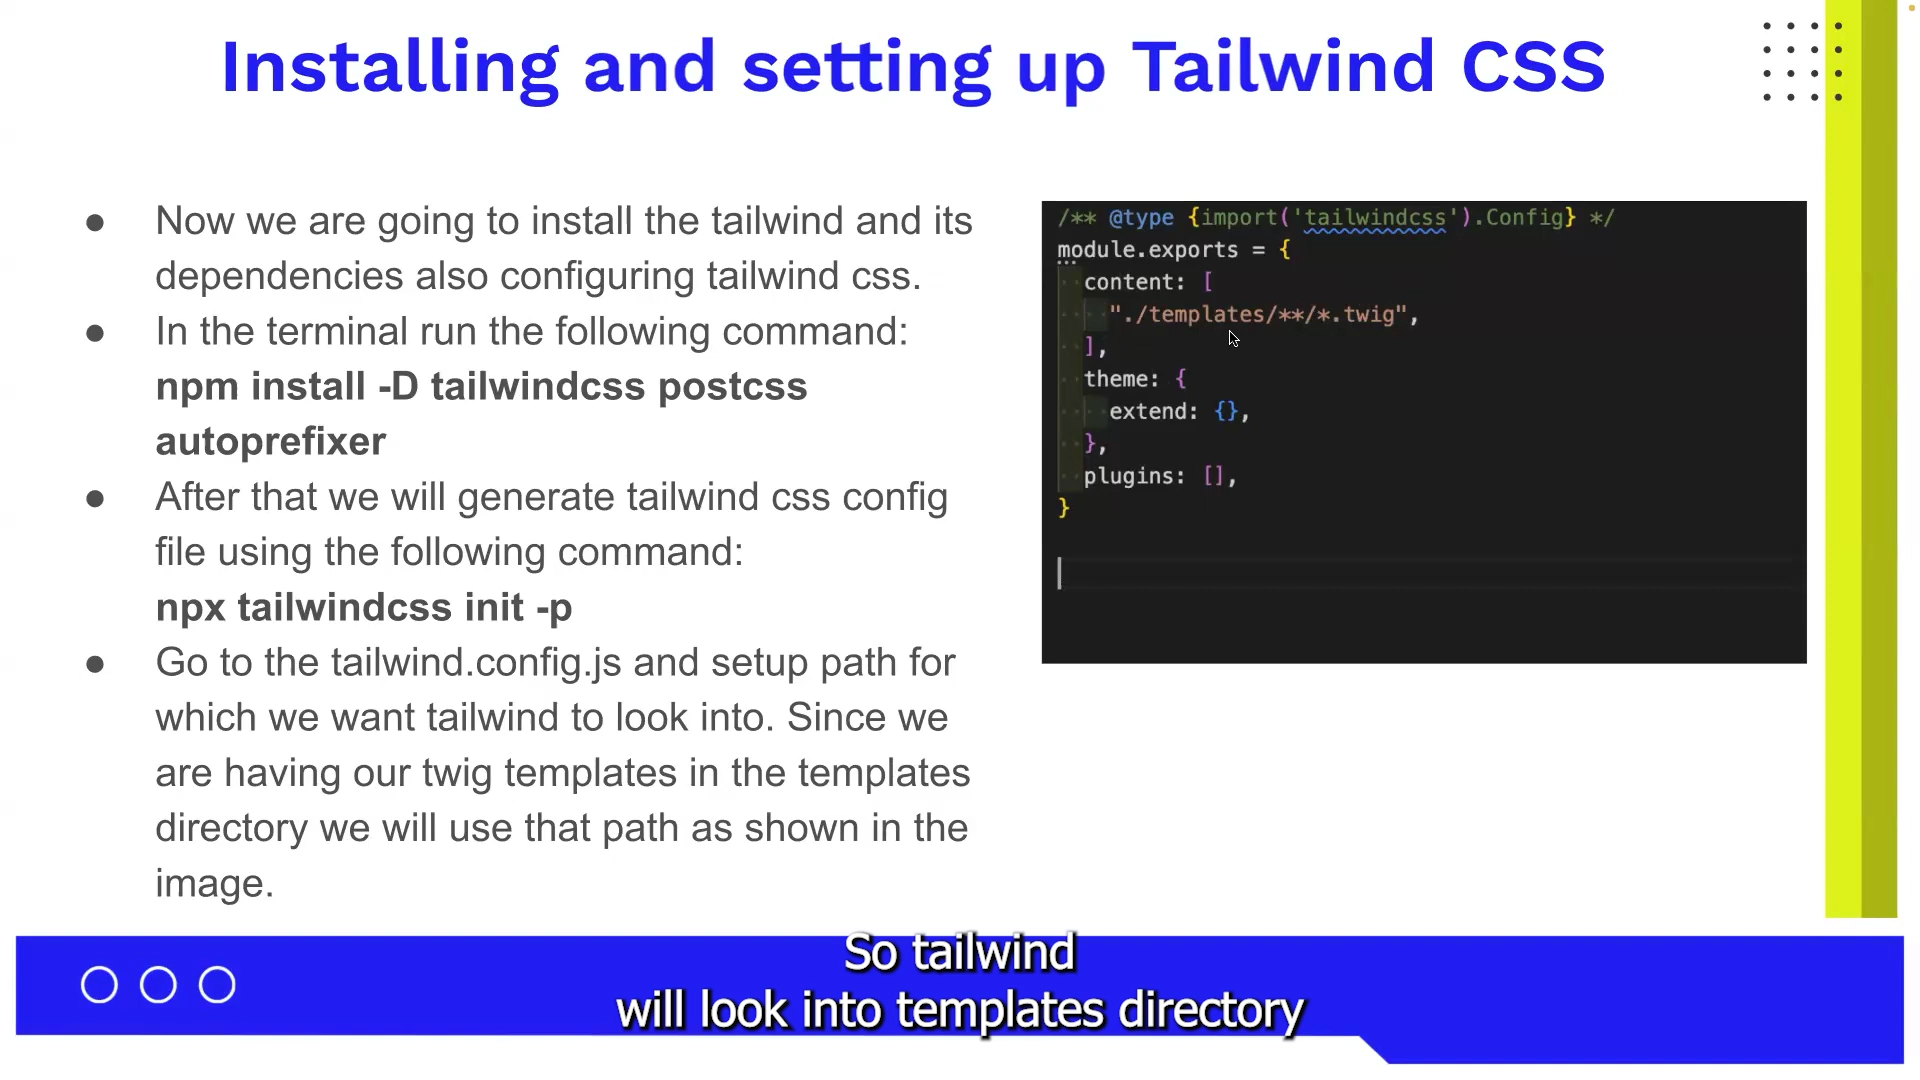 Installing and setting up Tailwind CSS
● Now we are going to install the tailwind and its
dependencies also configuring tailwind css.
● In the terminal run the following command:
npm install -D tailwindcss postcss
autoprefixer
● After that we will generate tailwind css config
file using the following command:
npx tailwindcss init -p
● Go to the tailwind.config.js and setup path for
which we want tailwind to look into. Since we
are having our twig templates in the templates
directory we will use that path as shown in the
image.
/** @type {import('tailwindcss').Config} */
module.exports = {
content: [
"./templates/**/*.twig",
],
theme: {
extend: {},
},
plugins: [],
}
So tailwind
will look into templates directory